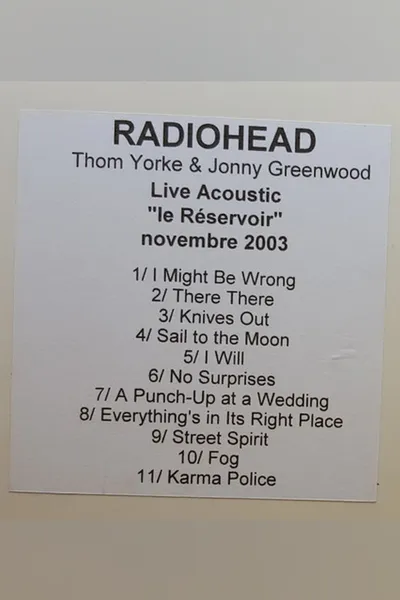 RADIOHEAD
Thom Yorke & Jonny Greenwood
Live Acoustic
"le Réservoir"
novembre 2003
1/ I Might Be Wrong
2/ There There
3/ Knives Out
4/ Sail to the Moon
5/ I Will
6/ No Surprises
7/ A Punch-Up at a Wedding
8/ Everything's in Its Right Place
9/ Street Spirit
10/ Fog
11/ Karma Police